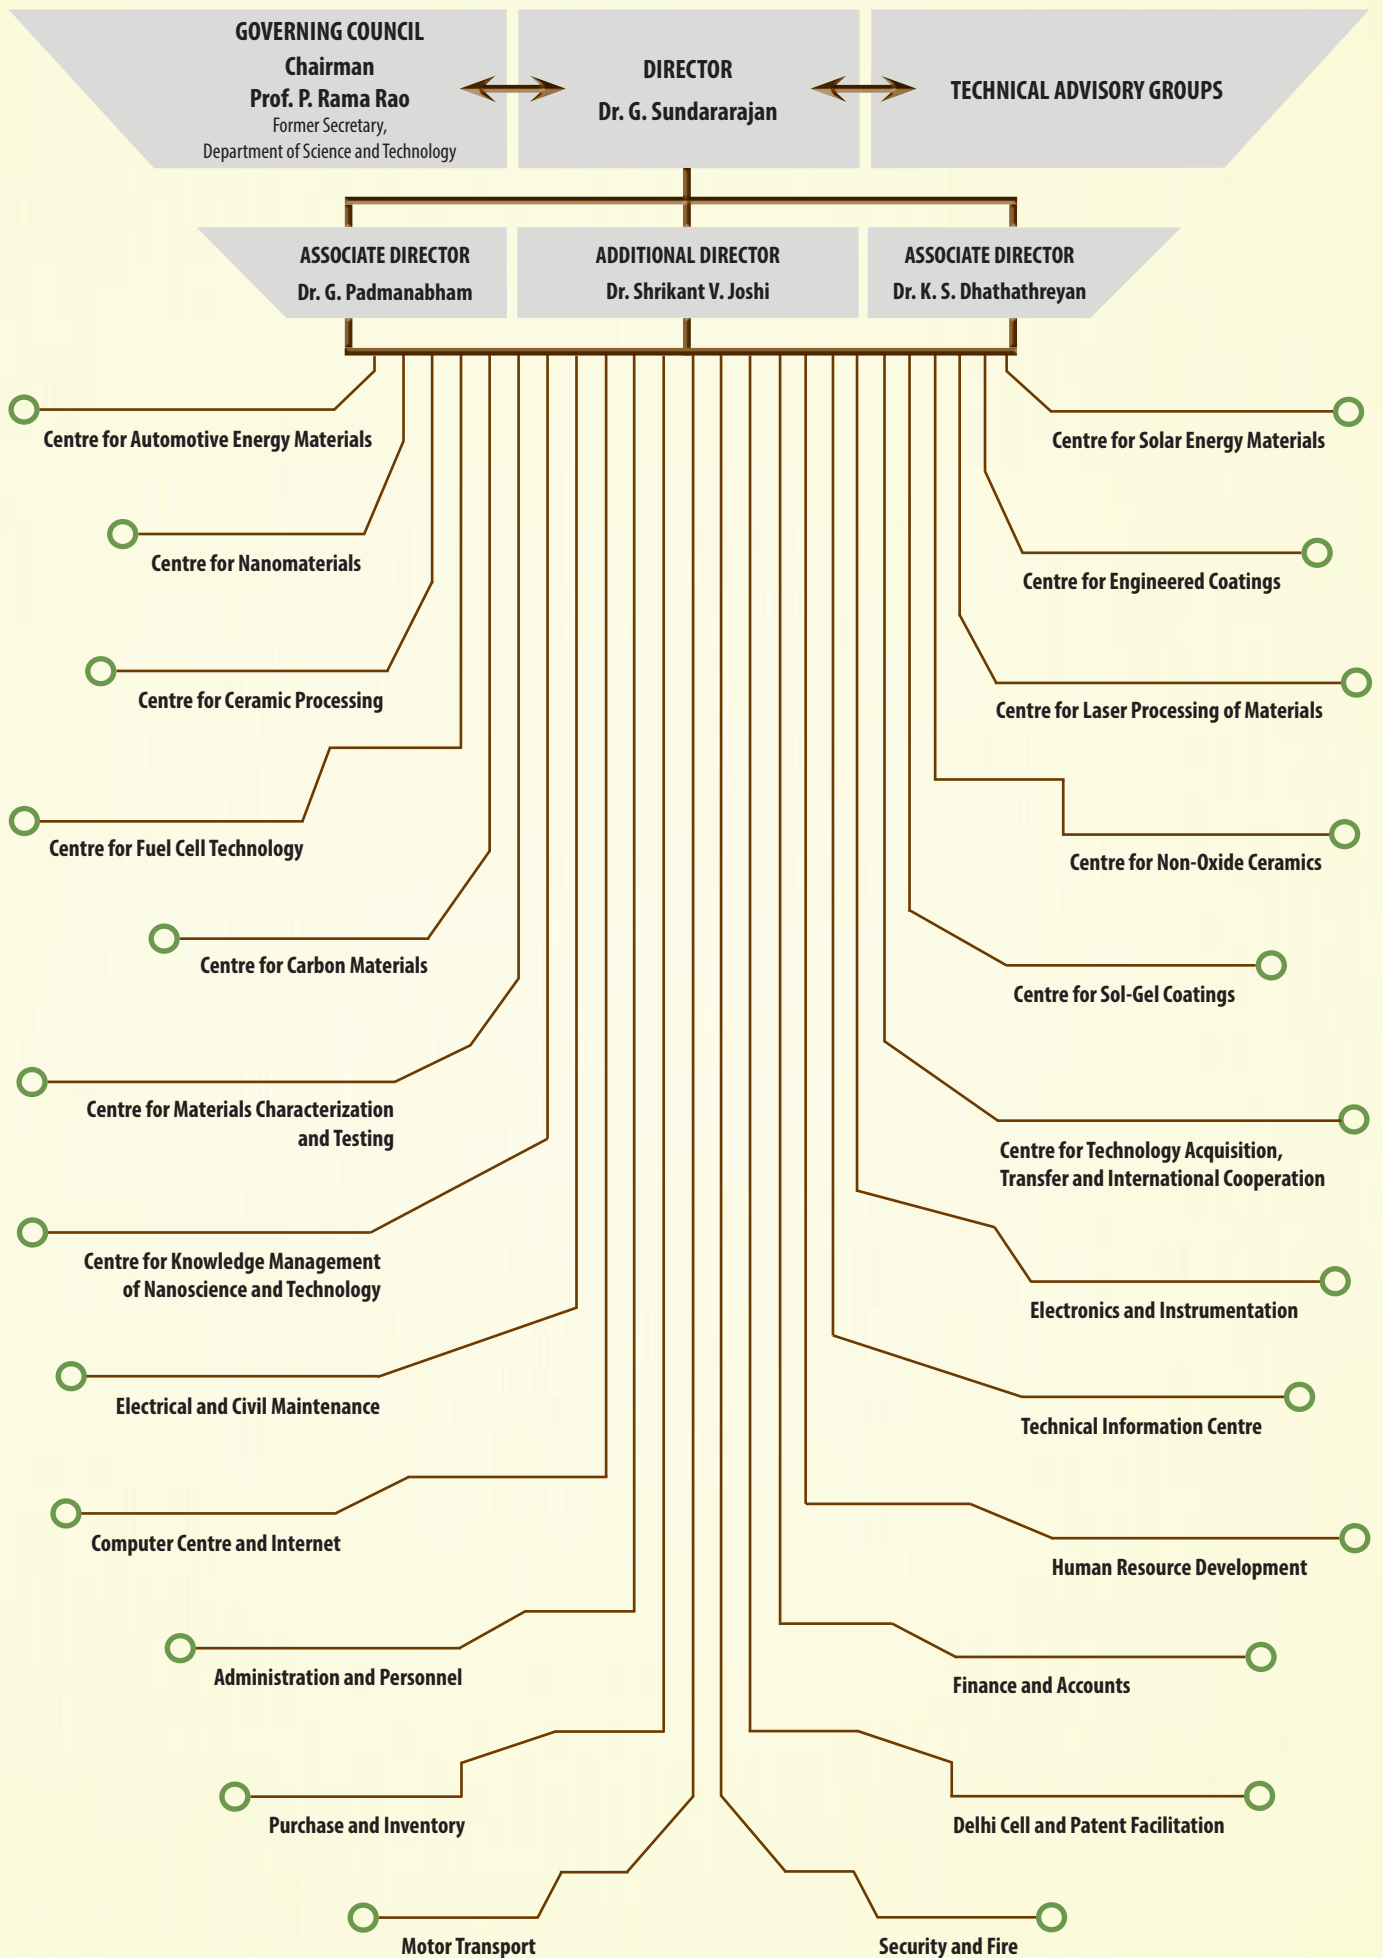 GOVERNING COUNCIL
Chairman
Prof. P. Rama Rao
Former Secretary,
Department of Science and Technology
DIRECTOR
Dr. G. Sundararajan
TECHNICAL ADVISORY GROUPS
ASSOCIATE DIRECTOR
Dr. G. Padmanabham
ADDITIONAL DIRECTOR
Dr. Shrikant V. Joshi
ASSOCIATE DIRECTOR
Dr. K. S. Dhathathreyan
Centre for Automotive Energy Materials
Centre for Nanomaterials
Centre for Ceramic Processing
Centre for Fuel Cell Technology
Centre for Carbon Materials
Centre for Materials Characterization
and Testing
Centre for Knowledge Management
of Nanoscience and Technology
Electrical and Civil Maintenance
Computer Centre and Internet
Administration and Personnel
Purchase and Inventory
Motor Transport
Centre for Solar Energy Materials
Centre for Engineered Coatings
Centre for Laser Processing of Materials
Centre for Non-Oxide Ceramics
Centre for Sol-Gel Coatings
Centre for Technology Acquisition,
Transfer and International Cooperation
Electronics and Instrumentation
Technical Information Centre
Human Resource Development
Finance and Accounts
Delhi Cell and Patent Facilitation
Security and Fire